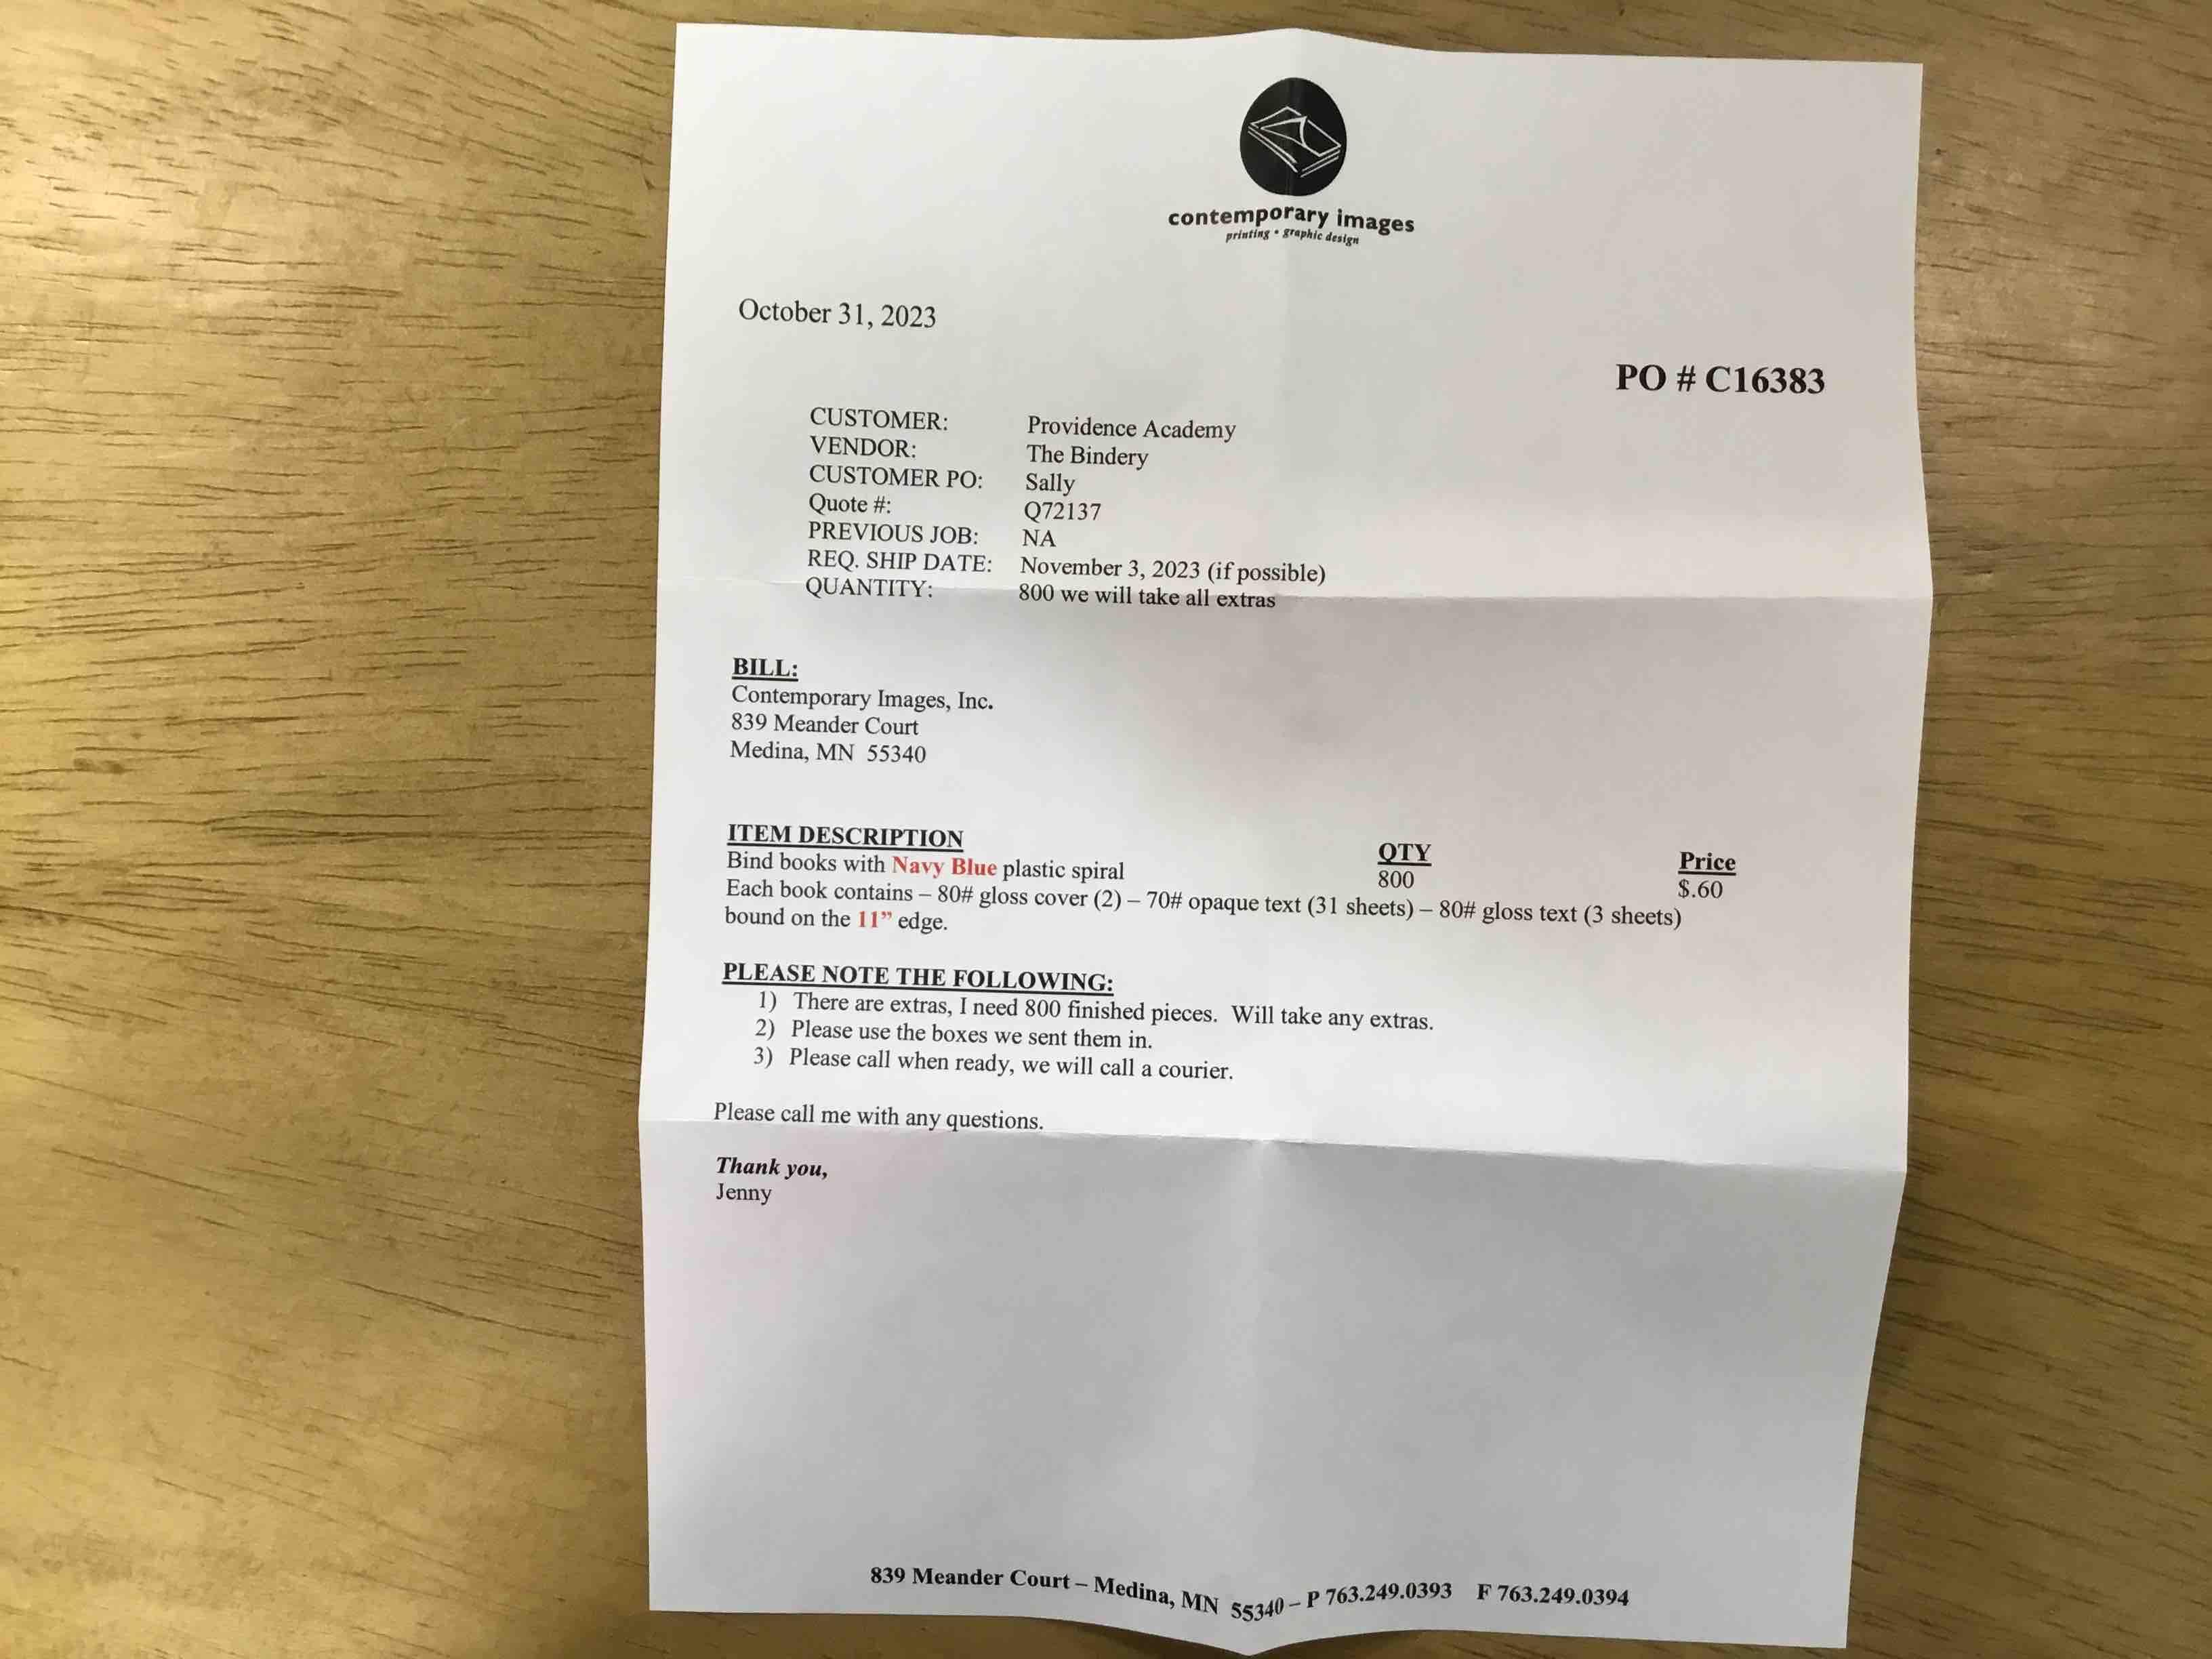 contemporary images
printing • graphic design
October 31, 2023
PO # C16383
CUSTOMER: Providence Academy
VENDOR: The Bindery
CUSTOMER PO: Sally
Quote #: Q72137
PREVIOUS JOB: NA
REQ. SHIP DATE: November 3, 2023 (if possible)
QUANTITY: 800 we will take all extras
BILL:
Contemporary Images, Inc.
839 Meander Court
Medina, MN 55340
ITEM DESCRIPTION QTY Price
Bind books with Navy Blue plastic spiral 800 $.60
Each book contains – 80# gloss cover (2) – 70# opaque text (31 sheets) – 80# gloss text (3 sheets)
bound on the 11” edge.
PLEASE NOTE THE FOLLOWING:
1) There are extras, I need 800 finished pieces. Will take any extras.
2) Please use the boxes we sent them in.
3) Please call when ready, we will call a courier.
Please call me with any questions.
Thank you,
Jenny
839 Meander Court – Medina, MN 55340 – P 763.249.0393 F 763.249.0394